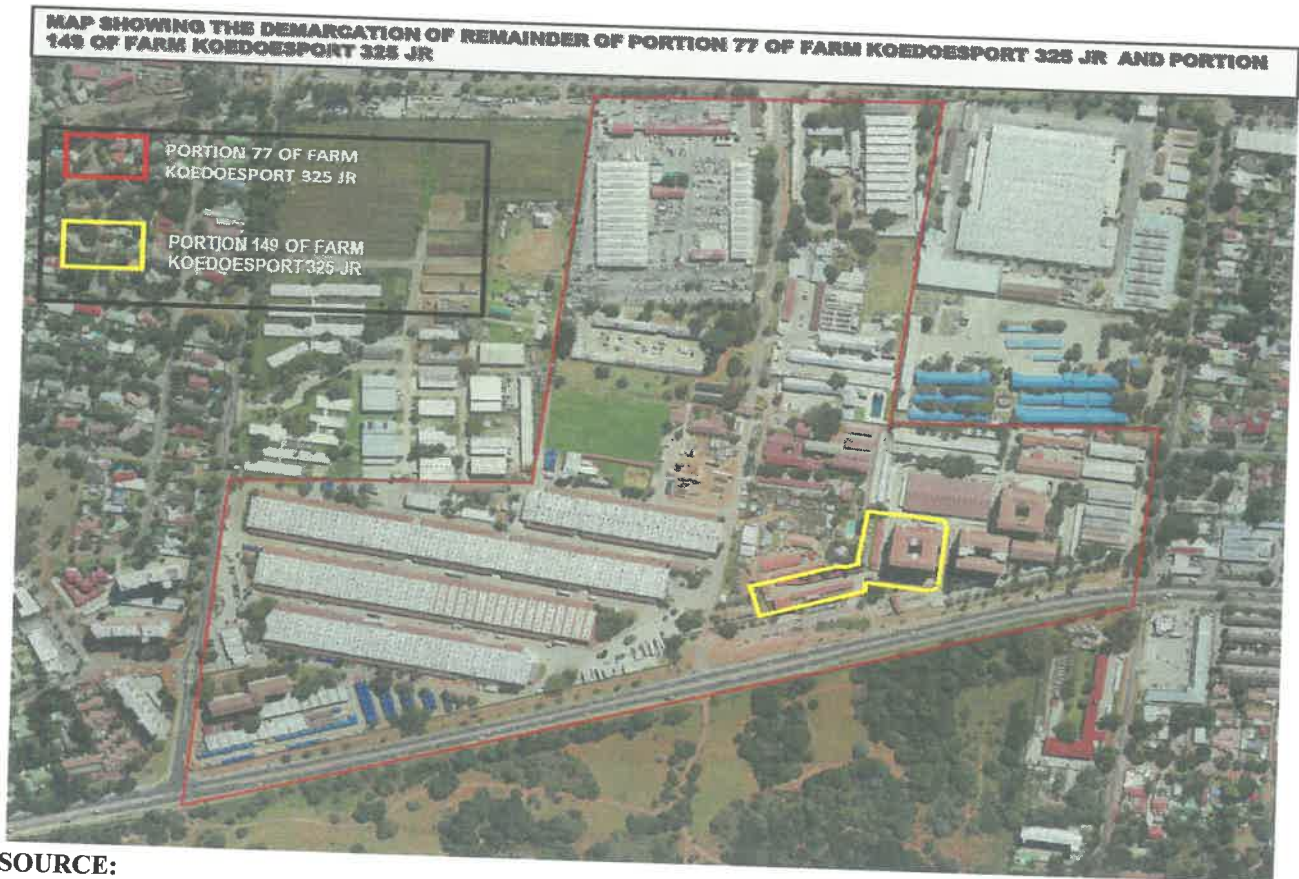 MAP SHOWING THE DEMARCATION OF REMAINDER OF PORTION 77 OF FARM KOEDOESPORT 325 JR AND PORTION
149 OF FARM KOEDOESPORT 325 JR
PORTION 77 OF FARM
KOEDOESPORT 325 JR
PORTION 149 OF FARM
KOEDOESPORT 325 JR
SOURCE: